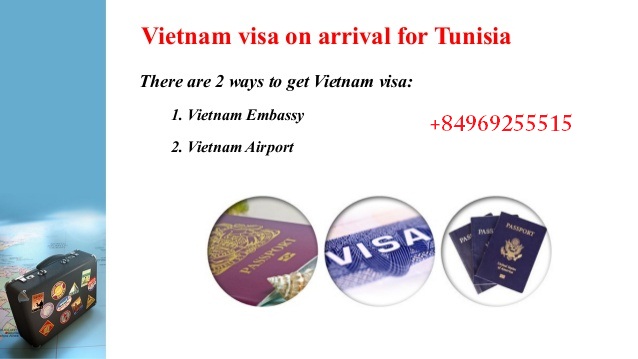 Vietnam visa on arrival for Tunisia
There are 2 ways to get Vietnam visa:
1. Vietnam Embassy
2. Vietnam Airport
+84969255515
PASSPORT
VISA
PASSPORT
PASSPORT
PASSPORT